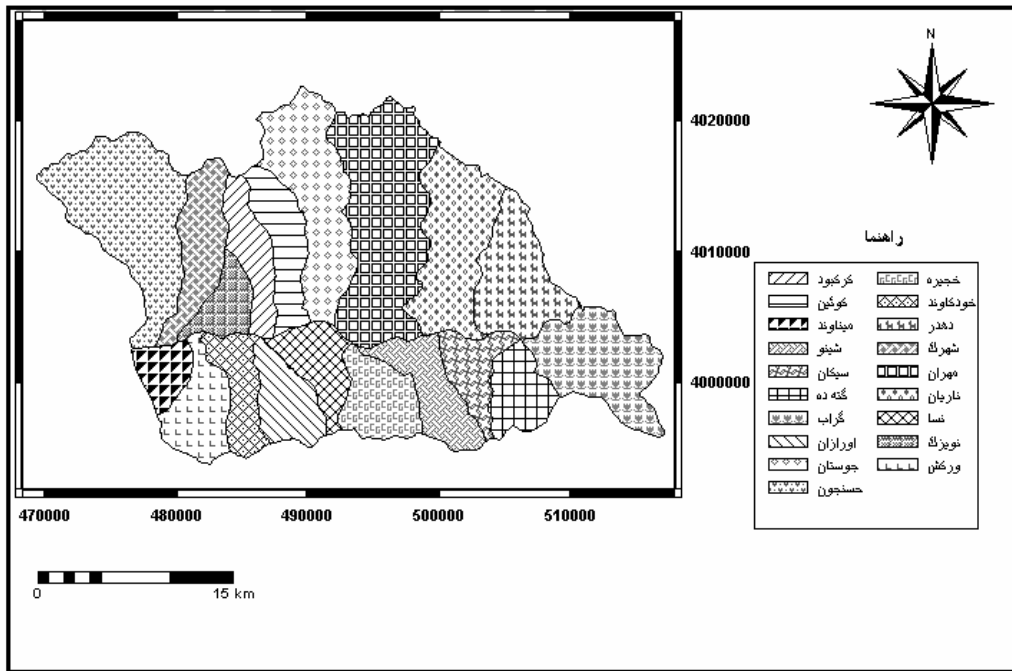 N
4020000
4010000
4000000
470000 480000 490000 500000 510000
0 15 km
راهنما
کرکبود خجیره
کوئین خودکاوند
میناوند دهدر
شینو شهرک
سیکان مهران
گته ده ناریان
گراب نسا
اورازان نویزک
جوستان ورکش
حسنجون